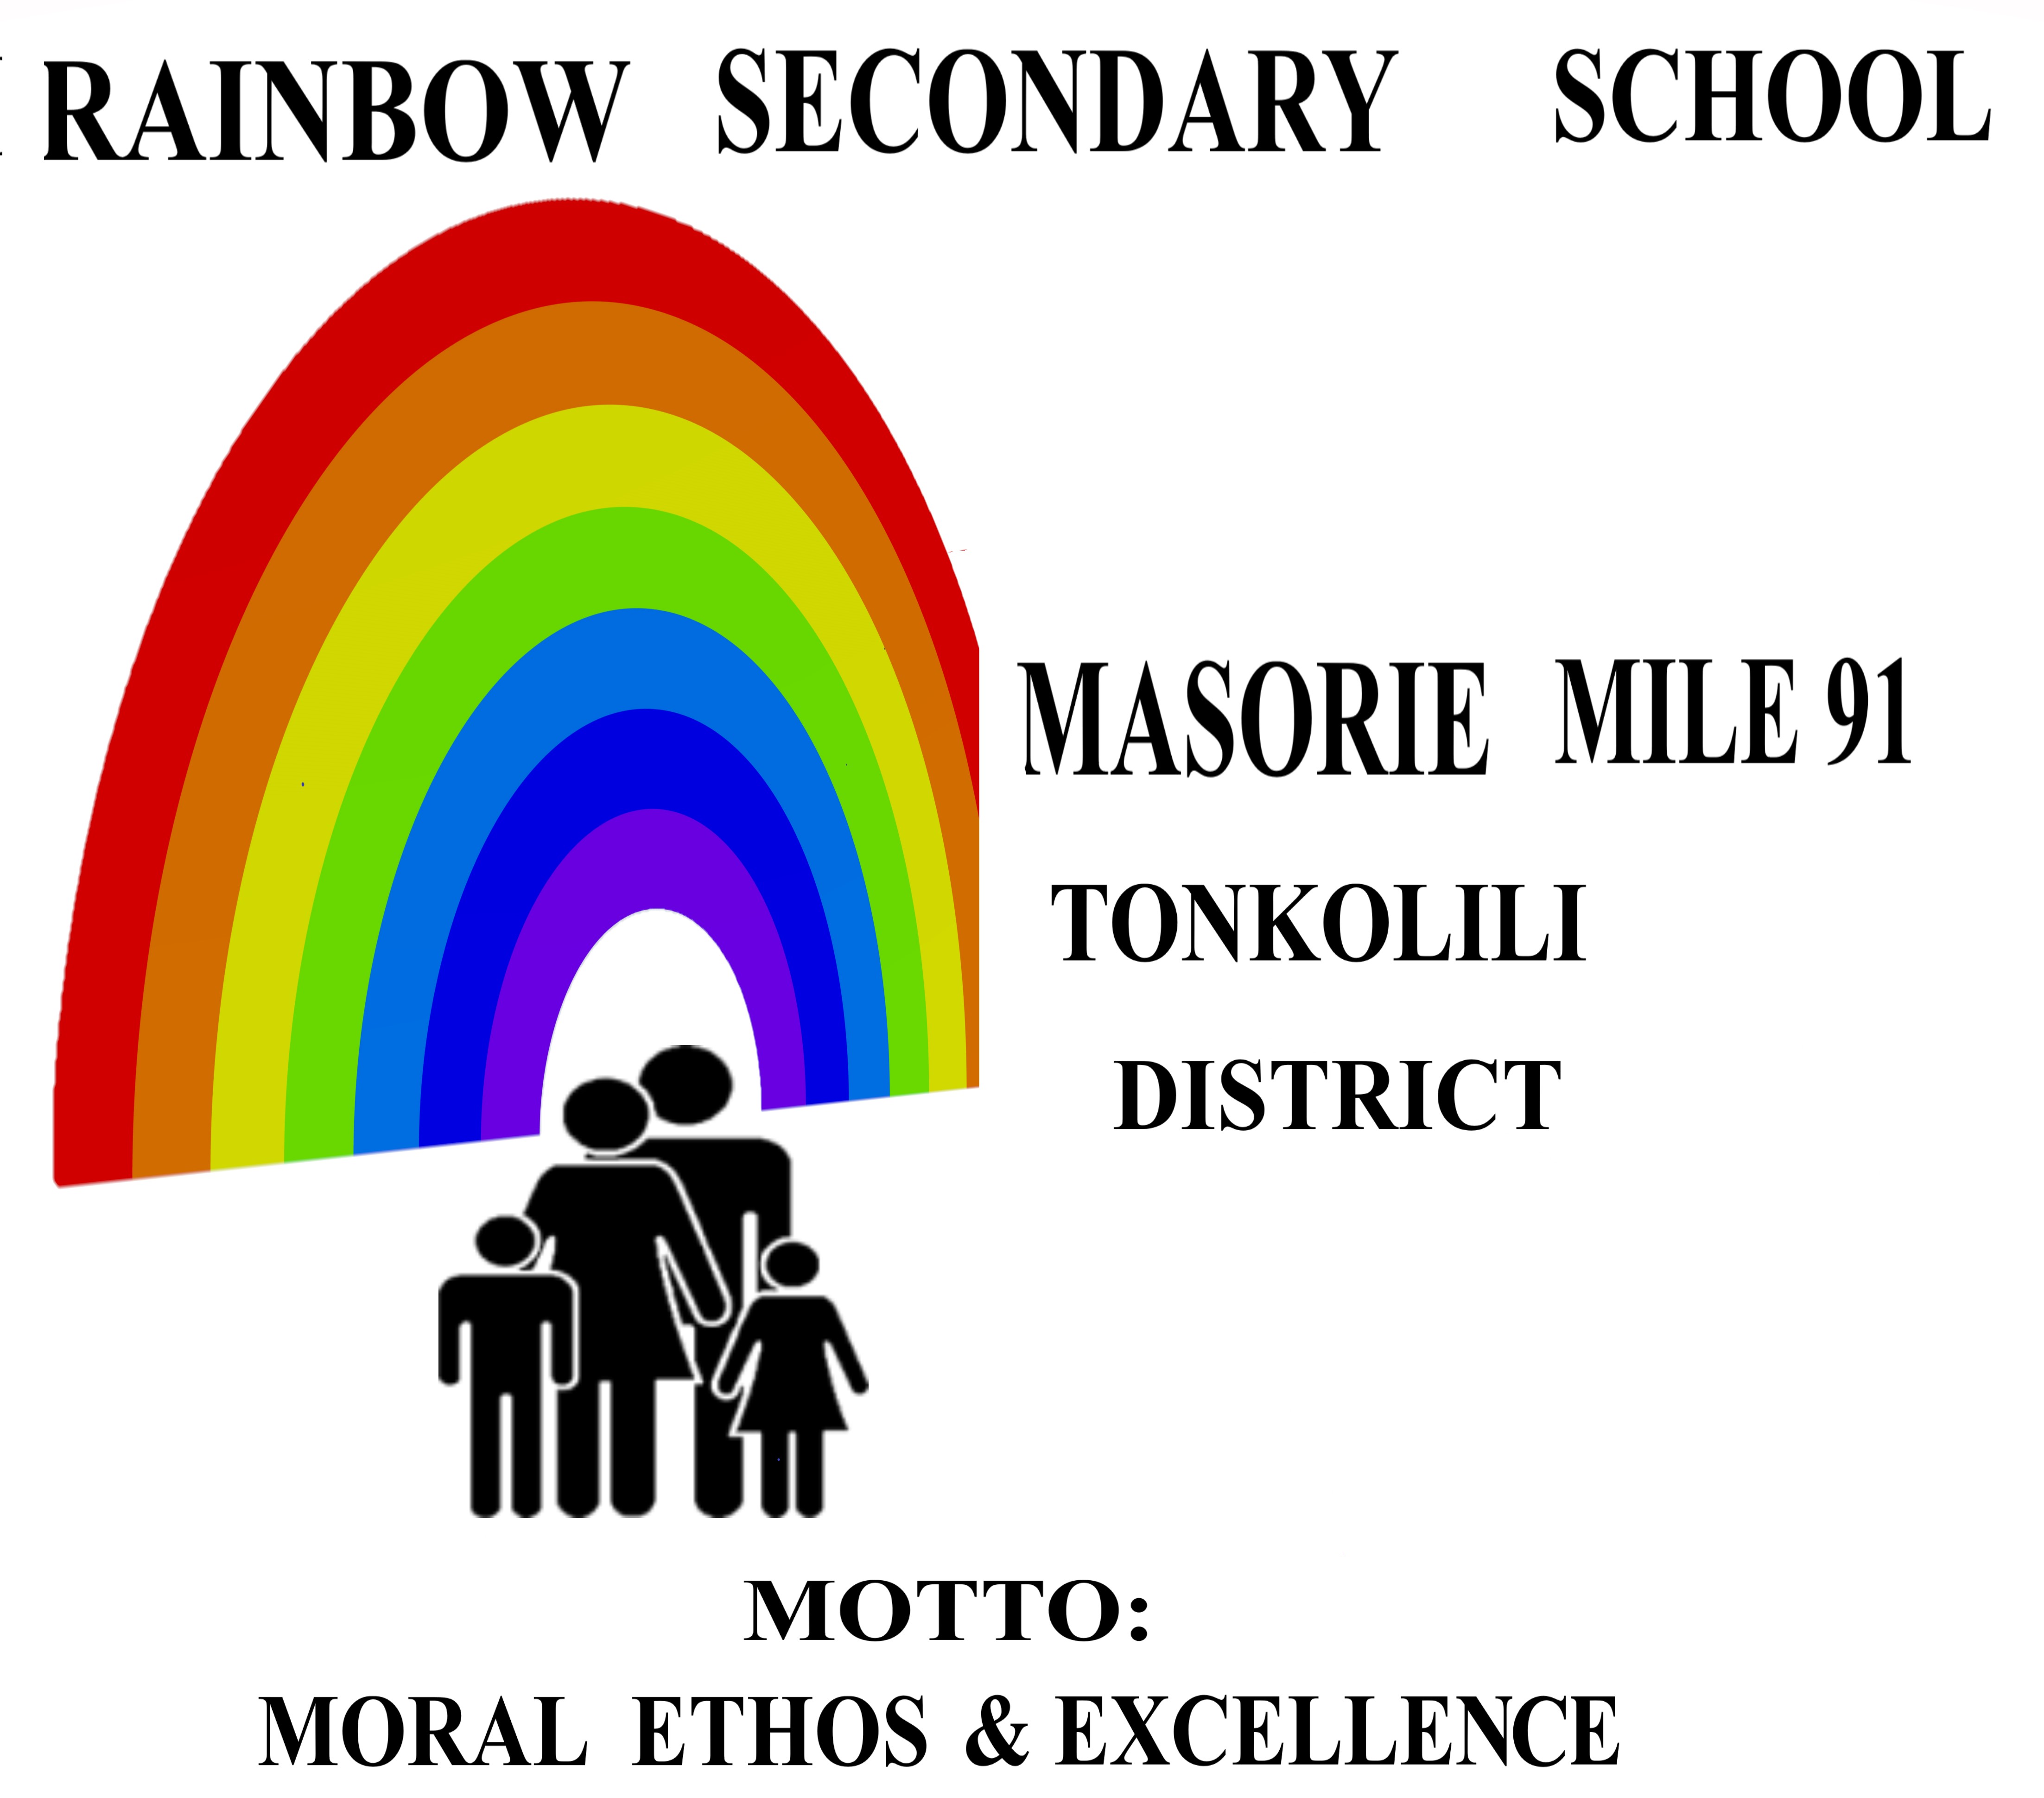 RAINBOW SECONDARY SCHOOL
MASORIE MILE 91
TONKOLILI
DISTRICT
MOTTO:
MORAL ETHOS & EXCELLENCE